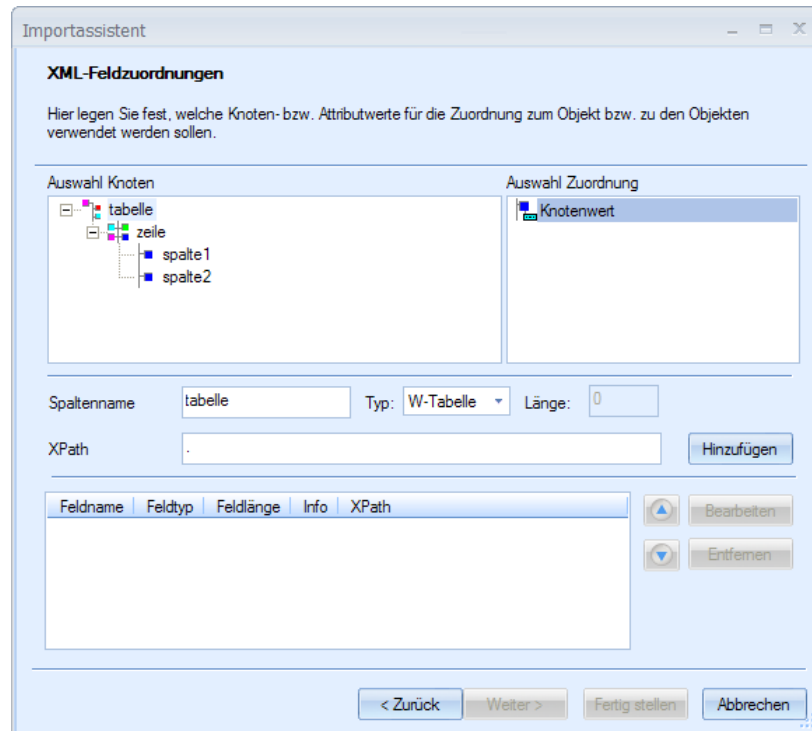 Importassistent
XML-Feldzuordnungen
Hier legen Sie fest, welche Knoten- bzw. Attributwerte für die Zuordnung zum Objekt bzw. zu den Objekten
verwendet werden sollen.
Auswahl Knoten
Auswahl Zuordnung
tabelle
Knotenwert
zeile
spalte1
spalte2
Spaltenname tabelle Typ: W-Tabelle Länge: 0
XPath . Hinzufügen
Feldname Feldtyp Feldlänge Info XPath
Bearbeiten
Entfernen
< Zurück Weiter > Fertig stellen Abbrechen